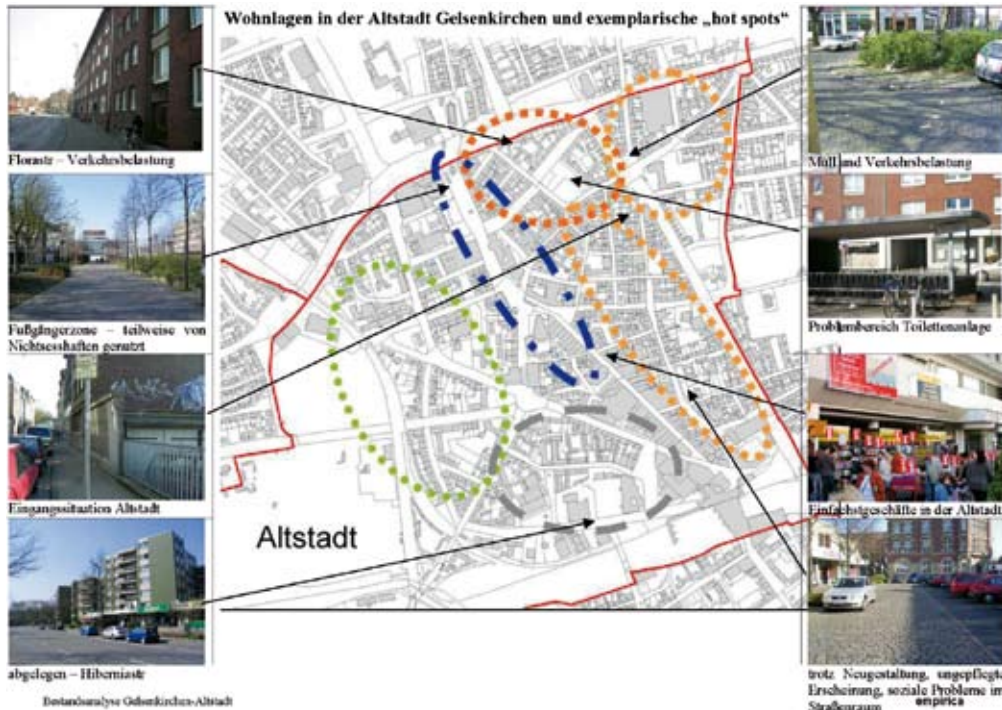 Wohnlagen in der Altstadt Gelsenkirchen und exemplarische „hot spots“
Florastr – Verkehrsbelastung
Fußgängerzone – teilweise von
Nichtsesshaften genutzt
Eingangssituation Altstadt
abgelegen – Hiberniastr
Altstadt
Müll und Verkehrsbelastung
Problembereich Toilettenanlage
Einfachstgeschäfte in der Altstadt
trotz Neugestaltung, ungepflegte
Erscheinung, soziale Probleme im
Straßenraum
Bestandsanalyse Gelsenkirchen-Altstadt
empirica